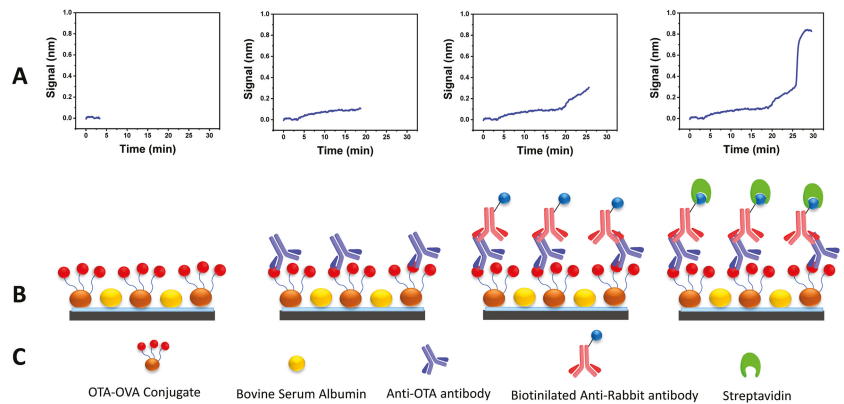 A
Signal (nm)
1.0
0.8
0.6
0.4
0.2
0.0
0 5 10 15 20 25 30
Time (min)
Signal (nm)
1.0
0.8
0.6
0.4
0.2
0.0
0 5 10 15 20 25 30
Time (min)
Signal (nm)
1.0
0.8
0.6
0.4
0.2
0.0
0 5 10 15 20 25 30
Time (min)
Signal (nm)
1.0
0.8
0.6
0.4
0.2
0.0
0 5 10 15 20 25 30
Time (min)
B
C
OTA-OVA Conjugate
Bovine Serum Albumin
Anti-OTA antibody
Biotinilated Anti-Rabbit antibody
Streptavidin